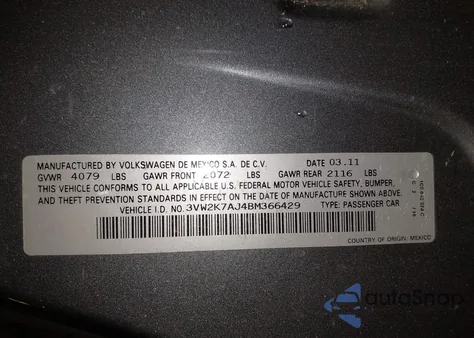 MANUFACTURED BY VOLKSWAGEN DE MEXICO S.A. DE C.V. DATE 03.11
GVWR 4079 LBS GAWR FRONT 2072 LBS GAWR REAR 2116 LBS
THIS VEHICLE CONFORMS TO ALL APPLICABLE U.S. FEDERAL MOTOR VEHICLE SAFETY, BUMPER,
AND THEFT PREVENTION STANDARDS IN EFFECT ON THE DATE OF MANUFACTURE SHOWN ABOVE.
VEHICLE I.D. NO. 3VW2K7AJ4BM366429 TYPE: PASSENGER CAR
COUNTRY OF ORIGIN: MEXICO
autoSnap